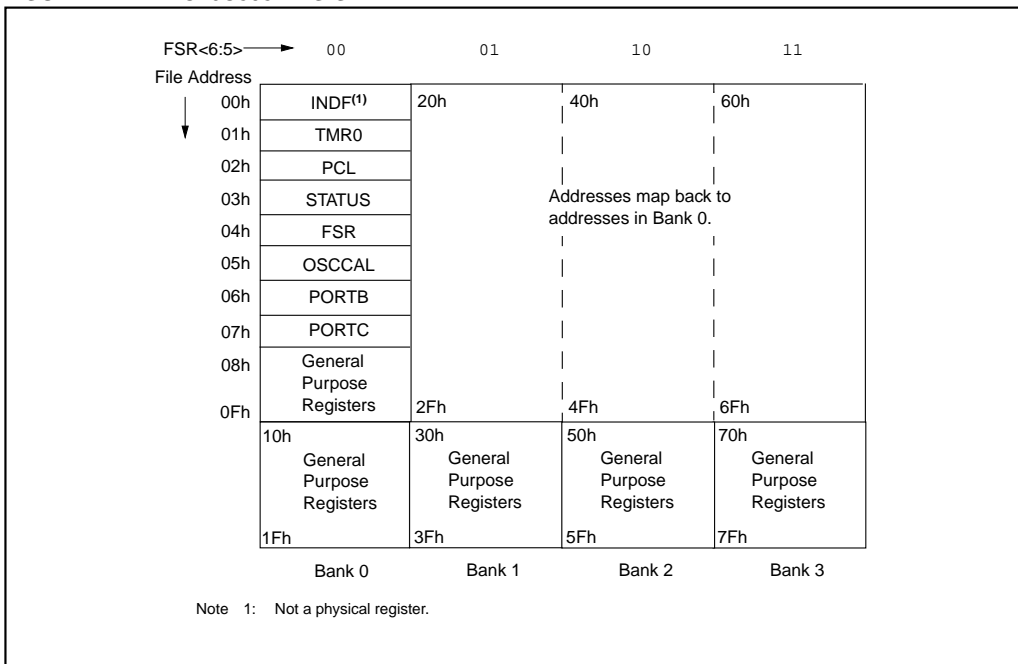 FSR<6:5> 00 01 10 11
File Address
00h INDF(1) 20h 40h 60h
01h TMR0
02h PCL
03h STATUS Addresses map back to
addresses in Bank 0.
04h FSR
05h OSCCAL
06h PORTB
07h PORTC
08h General
Purpose
Registers
0Fh 2Fh 4Fh 6Fh
10h 30h 50h 70h
General General General General
Purpose Purpose Purpose Purpose
Registers Registers Registers Registers
1Fh 3Fh 5Fh 7Fh
Bank 0 Bank 1 Bank 2 Bank 3
Note 1: Not a physical register.